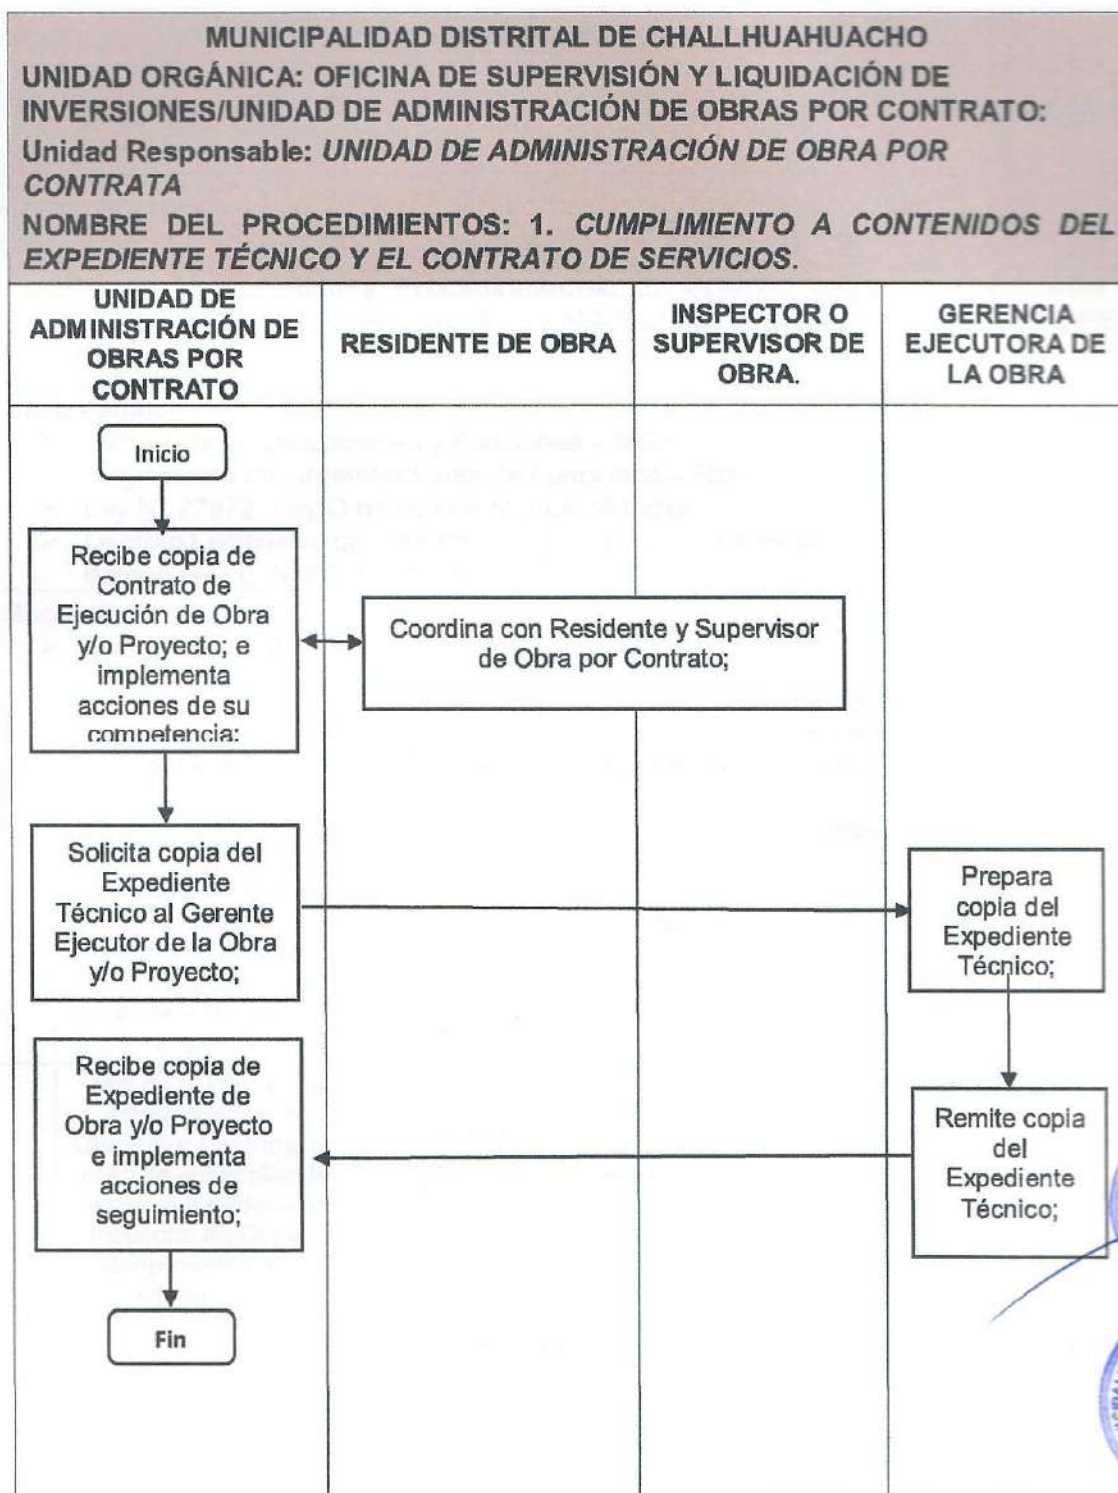 MUNICIPALIDAD DISTRITAL DE CHALLHUAHUACHO
UNIDAD ORGÁNICA: OFICINA DE SUPERVISIÓN Y LIQUIDACIÓN DE
INVERSIONES/UNIDAD DE ADMINISTRACIÓN DE OBRAS POR CONTRATO:
Unidad Responsable: UNIDAD DE ADMINISTRACIÓN DE OBRA POR
CONTRATA
NOMBRE DEL PROCEDIMIENTOS: 1. CUMPLIMIENTO A CONTENIDOS DEL
EXPEDIENTE TÉCNICO Y EL CONTRATO DE SERVICIOS.
UNIDAD DE
ADMINISTRACIÓN DE
OBRAS POR
CONTRATO
RESIDENTE DE OBRA
INSPECTOR O
SUPERVISOR DE
OBRA.
GERENCIA
EJECUTORA DE
LA OBRA
Inicio
Recibe copia de
Contrato de
Ejecución de Obra
y/o Proyecto; e
implementa
acciones de su
competencia:
Coordina con Residente y Supervisor
de Obra por Contrato;
Solicita copia del
Expediente
Técnico al Gerente
Ejecutor de la Obra
y/o Proyecto;
Prepara
copia del
Expediente
Técnico;
Recibe copia de
Expediente de
Obra y/o Proyecto
e implementa
acciones de
seguimiento;
Remite copia
del
Expediente
Técnico;
Fin